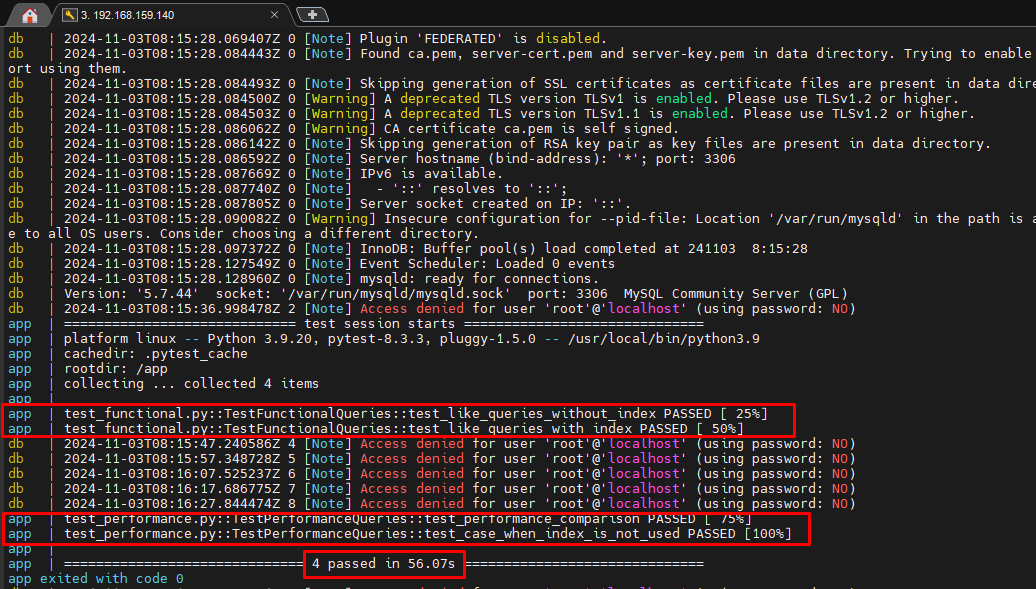 3. 192.168.159.140
db | 2024-11-03T08:15:28.069407Z 0 [Note] Plugin 'FEDERATED' is disabled.
db | 2024-11-03T08:15:28.084443Z 0 [Note] Found ca.pem, server-cert.pem and server-key.pem in data directory. Trying to enable
ort using them.
db | 2024-11-03T08:15:28.084493Z 0 [Note] Skipping generation of SSL certificates as certificate files are present in data dire
db | 2024-11-03T08:15:28.084500Z 0 [Warning] A deprecated TLS version TLSv1 is enabled. Please use TLSv1.2 or higher.
db | 2024-11-03T08:15:28.084503Z 0 [Warning] A deprecated TLS version TLSv1.1 is enabled. Please use TLSv1.2 or higher.
db | 2024-11-03T08:15:28.086062Z 0 [Warning] CA certificate ca.pem is self signed.
db | 2024-11-03T08:15:28.086142Z 0 [Note] Skipping generation of RSA key pair as key files are present in data directory.
db | 2024-11-03T08:15:28.086592Z 0 [Note] Server hostname (bind-address): '*'; port: 3306
db | 2024-11-03T08:15:28.087669Z 0 [Note] IPv6 is available.
db | 2024-11-03T08:15:28.087740Z 0 [Note]   - '::' resolves to '::';
db | 2024-11-03T08:15:28.087805Z 0 [Note] Server socket created on IP: '::'.
db | 2024-11-03T08:15:28.090082Z 0 [Warning] Insecure configuration for --pid-file: Location '/var/run/mysqld' in the path is a
e to all OS users. Consider choosing a different directory.
db | 2024-11-03T08:15:28.097372Z 0 [Note] InnoDB: Buffer pool(s) load completed at 241103  8:15:28
db | 2024-11-03T08:15:28.127549Z 0 [Note] Event Scheduler: Loaded 0 events
db | 2024-11-03T08:15:28.128960Z 0 [Note] mysqld: ready for connections.
db | Version: '5.7.44'  socket: '/var/run/mysqld/mysqld.sock'  port: 3306  MySQL Community Server (GPL)
db | 2024-11-03T08:15:36.998478Z 2 [Note] Access denied for user 'root'@'localhost' (using password: NO)
app | ============================= test session starts ==============================
app | platform linux -- Python 3.9.20, pytest-8.3.3, pluggy-1.5.0 -- /usr/local/bin/python3.9
app | cachedir: .pytest_cache
app | rootdir: /app
app | collecting ... collected 4 items
app |
app | test_functional.py::TestFunctionalQueries::test_like_queries_without_index PASSED [ 25%]
app | test_functional.py::TestFunctionalQueries::test_like_queries_with_index PASSED [ 50%]
db | 2024-11-03T08:15:47.240586Z 4 [Note] Access denied for user 'root'@'localhost' (using password: NO)
db | 2024-11-03T08:15:57.348728Z 5 [Note] Access denied for user 'root'@'localhost' (using password: NO)
db | 2024-11-03T08:16:07.525237Z 6 [Note] Access denied for user 'root'@'localhost' (using password: NO)
db | 2024-11-03T08:16:17.686775Z 7 [Note] Access denied for user 'root'@'localhost' (using password: NO)
db | 2024-11-03T08:16:27.844474Z 8 [Note] Access denied for user 'root'@'localhost' (using password: NO)
app | test_performance.py::TestPerformanceQueries::test_performance_comparison PASSED [ 75%]
app | test_performance.py::TestPerformanceQueries::test_case_when_index_is_not_used PASSED [100%]
app |
app | ============================== 4 passed in 56.07s ==============================
app exited with code 0